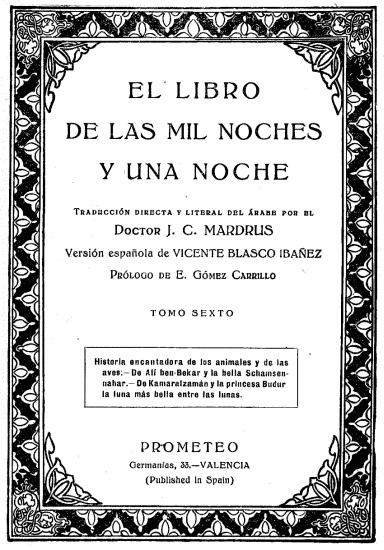 EL LIBRO
DE LAS MIL NOCHES
Y UNA NOCHE
TRADUCCIÓN DIRECTA Y LITERAL DEL ÁRABE POR EL
DOCTOR J. C. MARDRUS
Versión española de VICENTE BLASCO IBAÑEZ
PRÓLOGO DE E. GÓMEZ CARRILLO
TOMO SEXTO
Historia encantadora de los animales y de las
aves:—De Alí ben-Bekar y la bella Schamsen-
nahar.—De Kamaralzamán y la princesa Budur
la luna más bella entre las lunas.
PROMETEO
Germanías, 33.—VALENCIA
(Published in Spain)